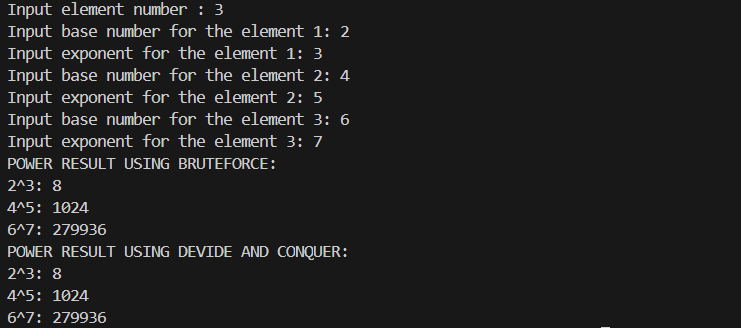 Input element number : 3
Input base number for the element 1: 2
Input exponent for the element 1: 3
Input base number for the element 2: 4
Input exponent for the element 2: 5
Input base number for the element 3: 6
Input exponent for the element 3: 7
POWER RESULT USING BRUTEFORCE:
2^3: 8
4^5: 1024
6^7: 279936
POWER RESULT USING DEVIDE AND CONQUER:
2^3: 8
4^5: 1024
6^7: 279936